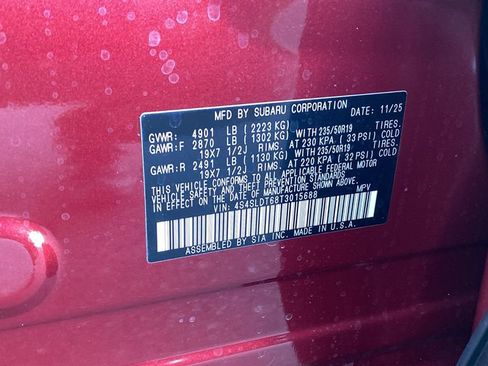 MFD BY SUBARU CORPORATION 11/25
GVWR: 4901 LB (2223 KG)
GAWR:F 2870 LB (1302 KG) WITH 235/50R19 TIRES.
19X7 1/2J RIMS. AT 230 KPA (33 PSI) COLD
GAWR:R 2491 LB (1130 KG) WITH 235/50R19 TIRES.
19X7 1/2J RIMS. AT 220 KPA (32 PSI) COLD
THIS VEHICLE CONFORMS TO ALL APPLICABLE FEDERAL MOTOR
VEHICLE SAFETY AND THEFT PREVENTION STANDARDS IN EFFECT
ON THE DATE OF MANUFACTURE SHOWN ABOVE.
VIN: 4S4SLDT68T3015688 MPV
ASSEMBLED BY SIA INC. MADE IN U.S.A.